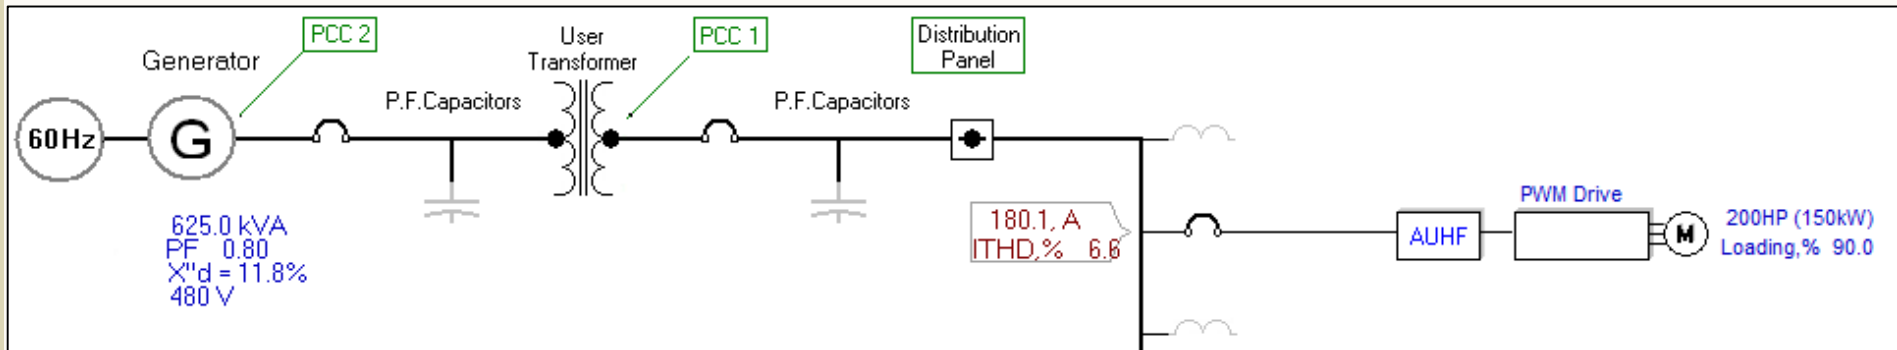 PCC 2
Generator
60Hz
G
625.0 kVA
PF 0.80
X"d = 11.8%
480 V
P.F.Capacitors
User
Transformer
PCC 1
P.F.Capacitors
Distribution
Panel
180.1, A
ITHD,% 6.6
AUHF
PWM Drive
M
200HP (150kW)
Loading,% 90.0